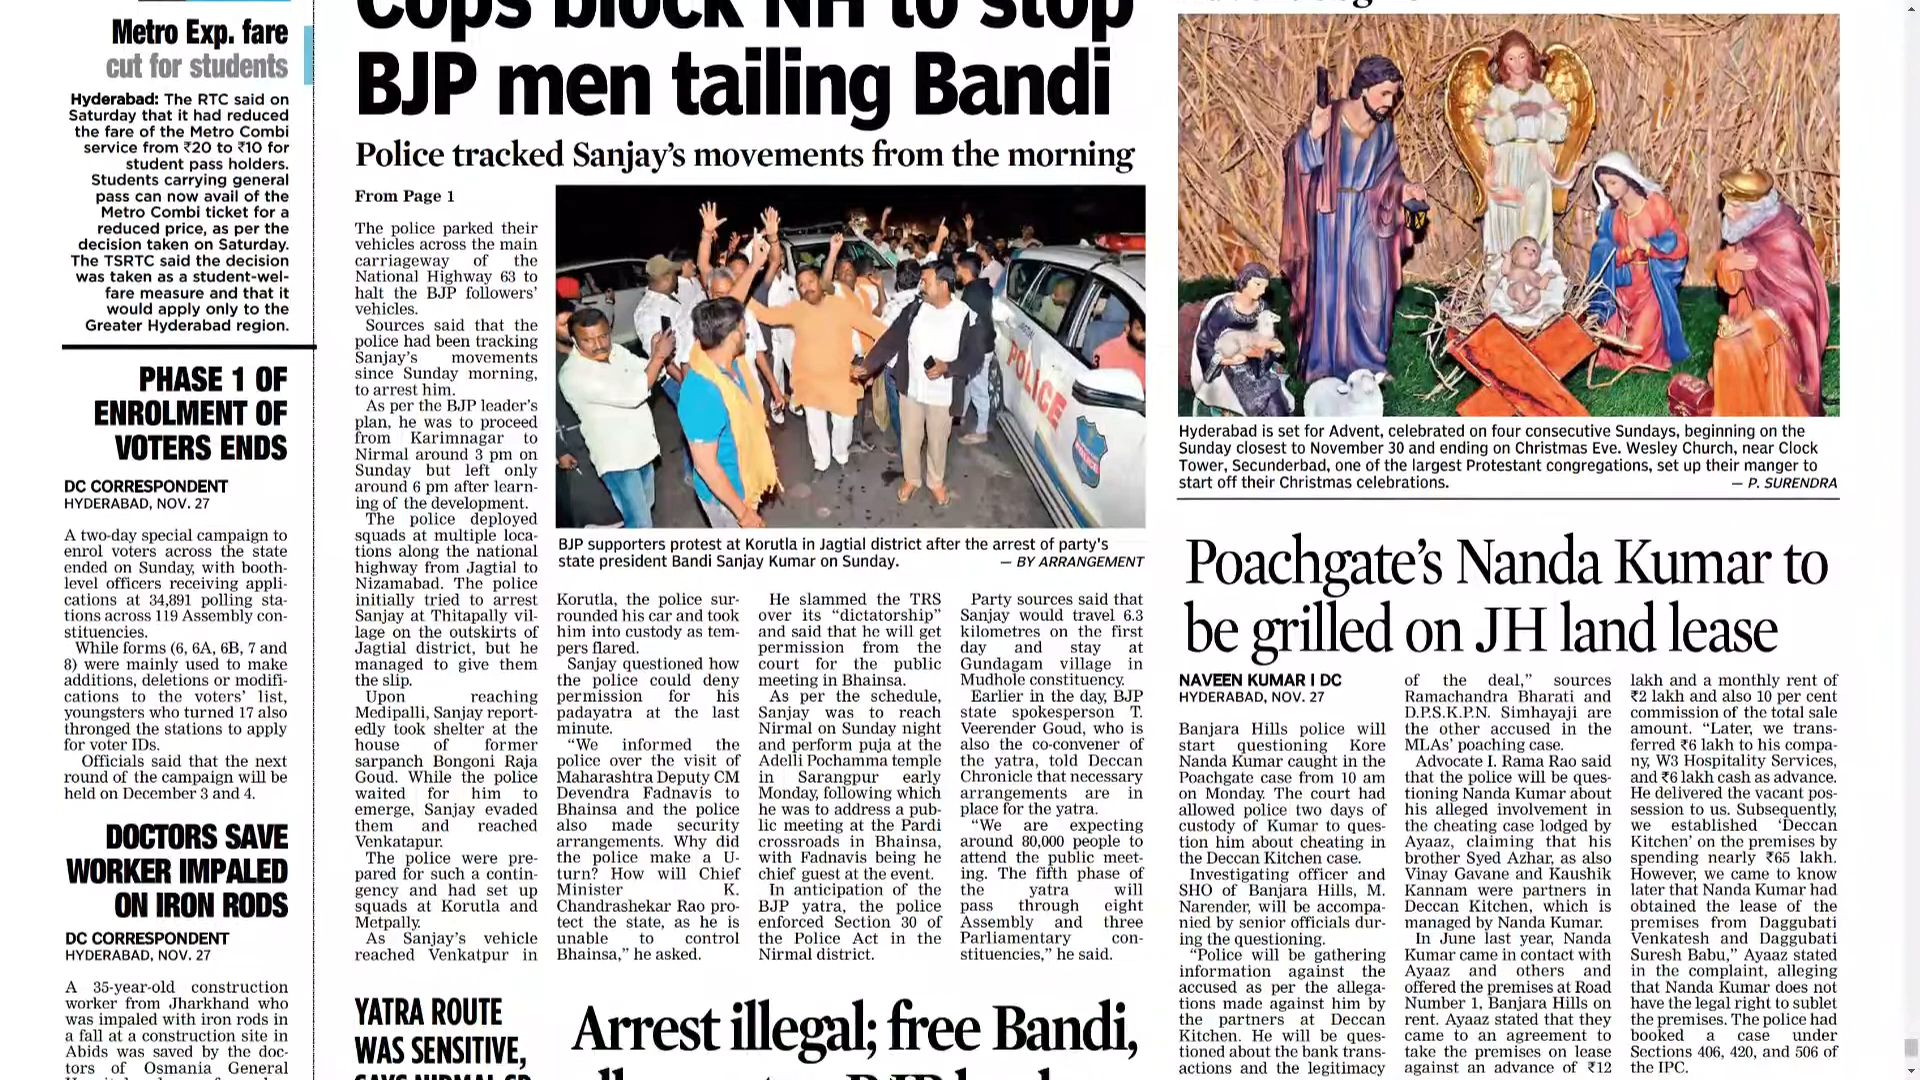 Metro Exp. fare
cut for students
Hyderabad: The RTC said on
Saturday that it had reduced
the fare of the Metro Combi
service from ₹20 to ₹10 for
student pass holders.
Students carrying general
pass can now avail of the
Metro Combi ticket for a
reduced price, as per the
decision taken on Saturday.
The TSRTC said the decision
was taken as a student-wel-
fare measure and that it
would apply only to the
Greater Hyderabad region.
PHASE 1 OF
ENROLMENT OF
VOTERS ENDS
DC CORRESPONDENT
HYDERABAD, NOV. 27
A two-day special campaign to
enrol voters across the state
ended on Sunday, with booth-
level officers receiving appli-
cations at 34,891 polling sta-
tions across 119 Assembly con-
stituencies.
While forms (6, 6A, 6B, 7 and
8) were mainly used to make
additions, deletions or modifi-
cations to the voters' list,
youngsters who turned 17 also
thronged the stations to apply
for voter IDs.
Officials said that the next
round of the campaign will be
held on December 3 and 4.
DOCTORS SAVE
WORKER IMPALED
ON IRON RODS
DC CORRESPONDENT
HYDERABAD, NOV. 27
A 35-year-old construction
worker from Jharkhand who
was impaled with iron rods in
a fall at a construction site in
Abids was saved by the doc-
tors of Osmania General
Cops block NH to stop
BJP men tailing Bandi
Police tracked Sanjay's movements from the morning
From Page 1
The police parked their
vehicles across the main
carriageway of the
National Highway 63 to
halt the BJP followers'
vehicles.
Sources said that the
police had been tracking
Sanjay's movements
since Sunday morning,
to arrest him.
As per the BJP leader's
plan, he was to proceed
from Karimnagar to
Nirmal around 3 pm on
Sunday but left only
around 6 pm after learn-
ing of the development.
The police deployed
squads at multiple loca-
tions along the national
highway from Jagtial to
Nizamabad. The police
initially tried to arrest
Sanjay at Thitapally vil-
lage on the outskirts of
Jagtial district, but he
managed to give them
the slip.
Upon reaching
Medipalli, Sanjay report-
edly took shelter at the
house of former
sarpanch Bongoni Raja
Goud. While the police
waited for him to
emerge, Sanjay evaded
them and reached
Venkatapur.
The police were pre-
pared for such a contin-
gency and had set up
squads at Korutla and
Metpally.
As Sanjay's vehicle
reached Venkatpur in
POLICE
BJP supporters protest at Korutla in Jagtial district after the arrest of party's
state president Bandi Sanjay Kumar on Sunday. — BY ARRANGEMENT
Korutla, the police sur-
rounded his car and took
him into custody as tem-
pers flared.
Sanjay questioned how
the police could deny
permission for his
padayatra at the last
minute.
"We informed the
police over the visit of
Maharashtra Deputy CM
Devendra Fadnavis to
Bhainsa and the police
also made security
arrangements. Why did
the police make a U-
turn? How will Chief
Minister K.
Chandrashekar Rao pro-
tect the state, as he is
unable to control
Bhainsa," he asked.
He slammed the TRS
over its "dictatorship"
and said that he will get
permission from the
court for the public
meeting in Bhainsa.
As per the schedule,
Sanjay was to reach
Nirmal on Sunday night
and perform puja at the
Adelli Pochamma temple
in Sarangpur early
Monday, following which
he was to address a pub-
lic meeting at the Pardi
crossroads in Bhainsa,
with Fadnavis being he
chief guest at the event.
In anticipation of the
BJP yatra, the police
enforced Section 30 of
the Police Act in the
Nirmal district.
Party sources said that
Sanjay would travel 6.3
kilometres on the first
day and stay at
Gundagam village in
Mudhole constituency.
Earlier in the day, BJP
state spokesperson T.
Veerender Goud, who is
also the co-convener of
the yatra, told Deccan
Chronicle that necessary
arrangements are in
place for the yatra.
"We are expecting
around 80,000 people to
attend the public meet-
ing. The fifth phase of
the yatra will
pass through eight
Assembly and three
Parliamentary con-
stituencies," he said.
YATRA ROUTE
WAS SENSITIVE,
Arrest illegal; free Bandi,
Hyderabad is set for Advent, celebrated on four consecutive Sundays, beginning on the
Sunday closest to November 30 and ending on Christmas Eve. Wesley Church, near Clock
Tower, Secunderbad, one of the largest Protestant congregations, set up their manger to
start off their Christmas celebrations. — P. SURENDRA
Poachgate's Nanda Kumar to
be grilled on JH land lease
NAVEEN KUMAR I DC
HYDERABAD, NOV. 27
Banjara Hills police will
start questioning Kore
Nanda Kumar caught in the
Poachgate case from 10 am
on Monday. The court had
allowed police two days of
custody of Kumar to ques-
tion him about cheating in
the Deccan Kitchen case.
Investigating officer and
SHO of Banjara Hills, M.
Narender, will be accompa-
nied by senior officials dur-
ing the questioning.
"Police will be gathering
information against the
accused as per the allega-
tions made against him by
the partners at Deccan
Kitchen. He will be ques-
tioned about the bank trans-
actions and the legitimacy
of the deal," sources
Ramachandra Bharati and
D.P.S.K.P.N. Simhayaji are
the other accused in the
MLAs' poaching case.
Advocate I. Rama Rao said
that the police will be ques-
tioning Nanda Kumar about
his alleged involvement in
the cheating case lodged by
Ayaaz, claiming that his
brother Syed Azhar, as also
Vinay Gavane and Kaushik
Kannam were partners in
Deccan Kitchen, which is
managed by Nanda Kumar.
In June last year, Nanda
Kumar came in contact with
Ayaaz and others and
offered the premises at Road
Number 1, Banjara Hills on
rent. Ayaaz stated that they
came to an agreement to
take the premises on lease
against an advance of ₹12
lakh and a monthly rent of
₹2 lakh and also 10 per cent
commission of the total sale
amount. "Later, we trans-
ferred ₹6 lakh to his compa-
ny, W3 Hospitality Services,
and ₹6 lakh cash as advance.
He delivered the vacant pos-
session to us. Subsequently,
we established 'Deccan
Kitchen' on the premises by
spending nearly ₹65 lakh.
However, we came to know
later that Nanda Kumar had
obtained the lease of the
premises from Daggubati
Venkatesh and Daggubati
Suresh Babu," Ayaaz stated
in the complaint, alleging
that Nanda Kumar does not
have the legal right to sublet
the premises. The police had
booked a case under
Sections 406, 420, and 506 of
the IPC.